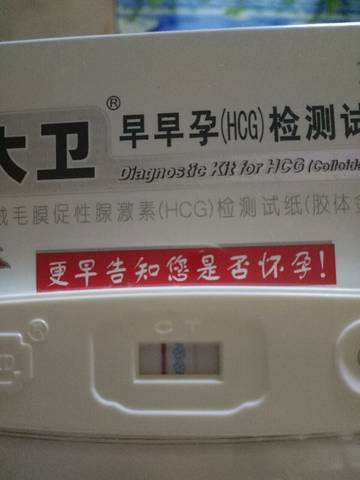 大卫® 早早孕(HCG)检测试
Diagnostic Kit for HCG (Colloida
绒毛膜促性腺激素(HCG)检测试纸(胶体金
更早告知您是否怀孕!
®
C T